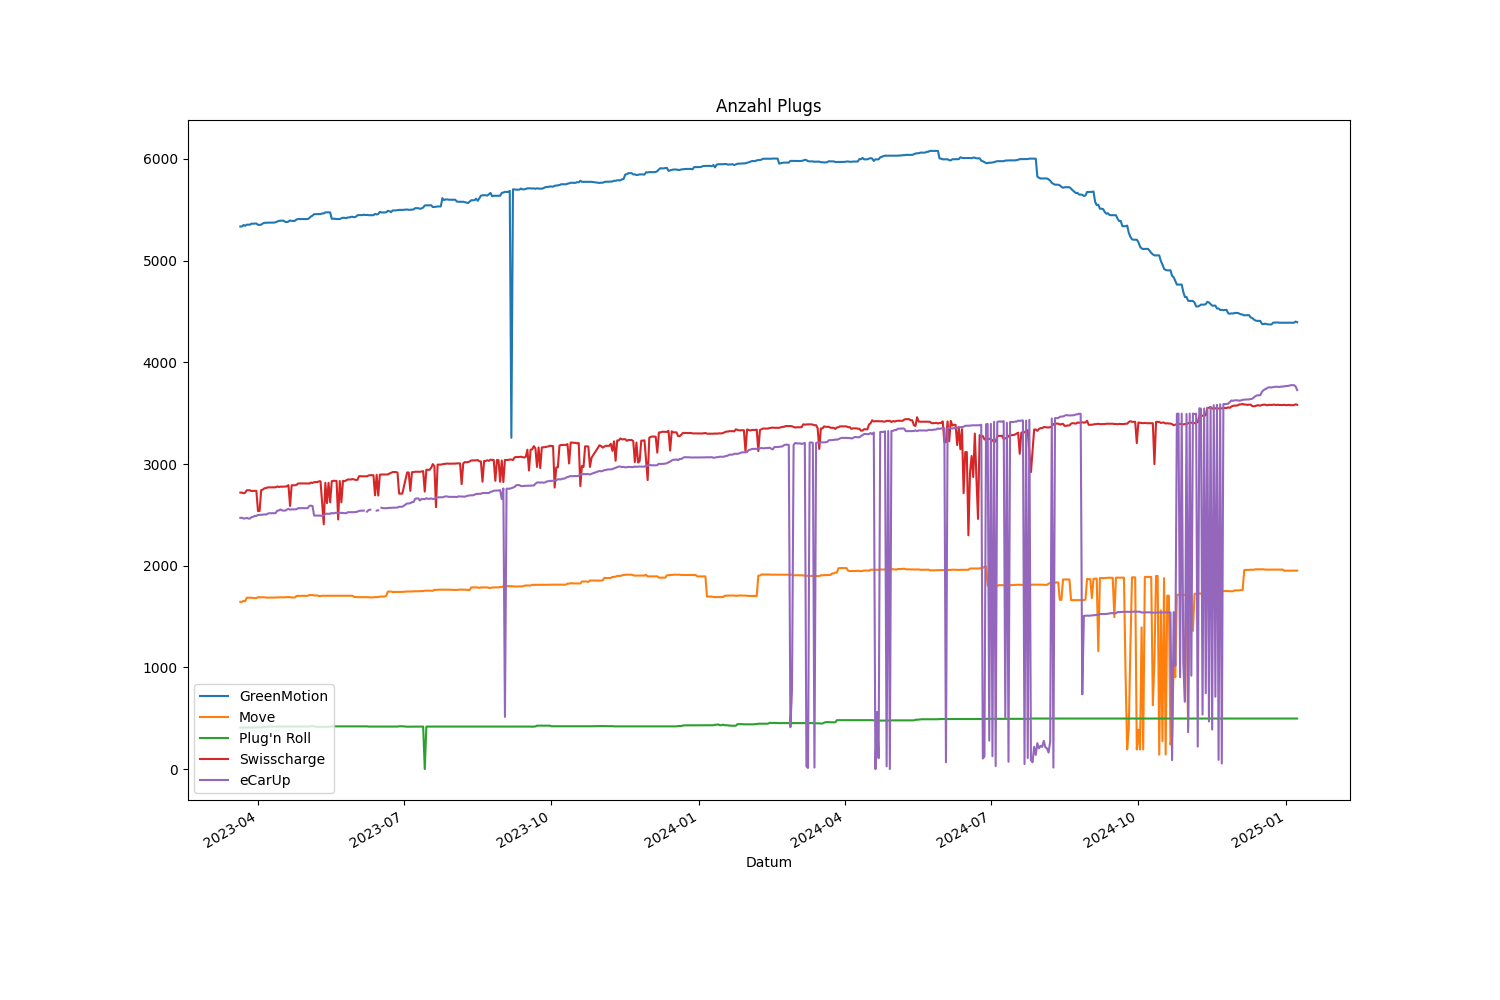 Anzahl Plugs
6000
5000
4000
3000
2000
1000
0
GreenMotion
Move
Plug'n Roll
Swisscharge
eCarUp
2023-04
2023-07
2023-10
2024-01
2024-04
2024-07
2024-10
2025-01
Datum